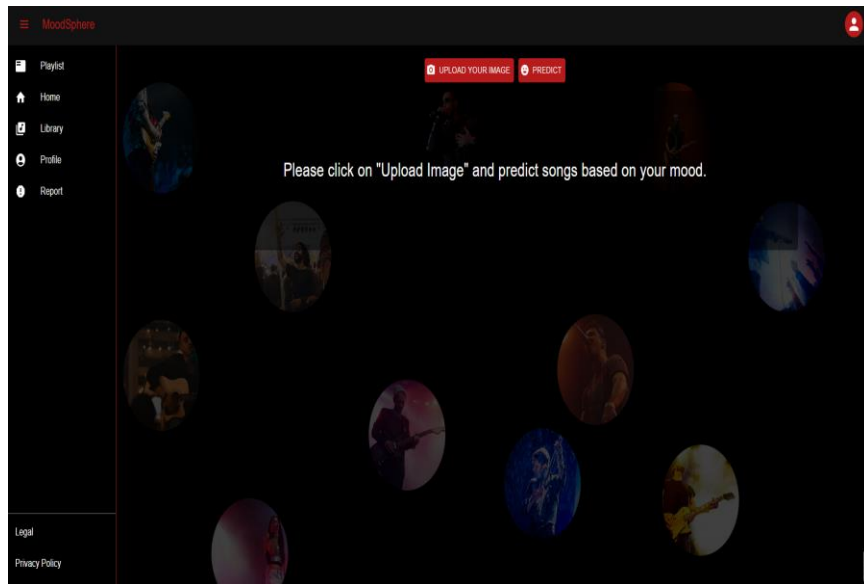 MoodSphere
Playlist
Home
Library
Profile
Report
Legal
Privacy Policy
UPLOAD YOUR IMAGE
PREDICT
Please click on "Upload Image" and predict songs based on your mood.